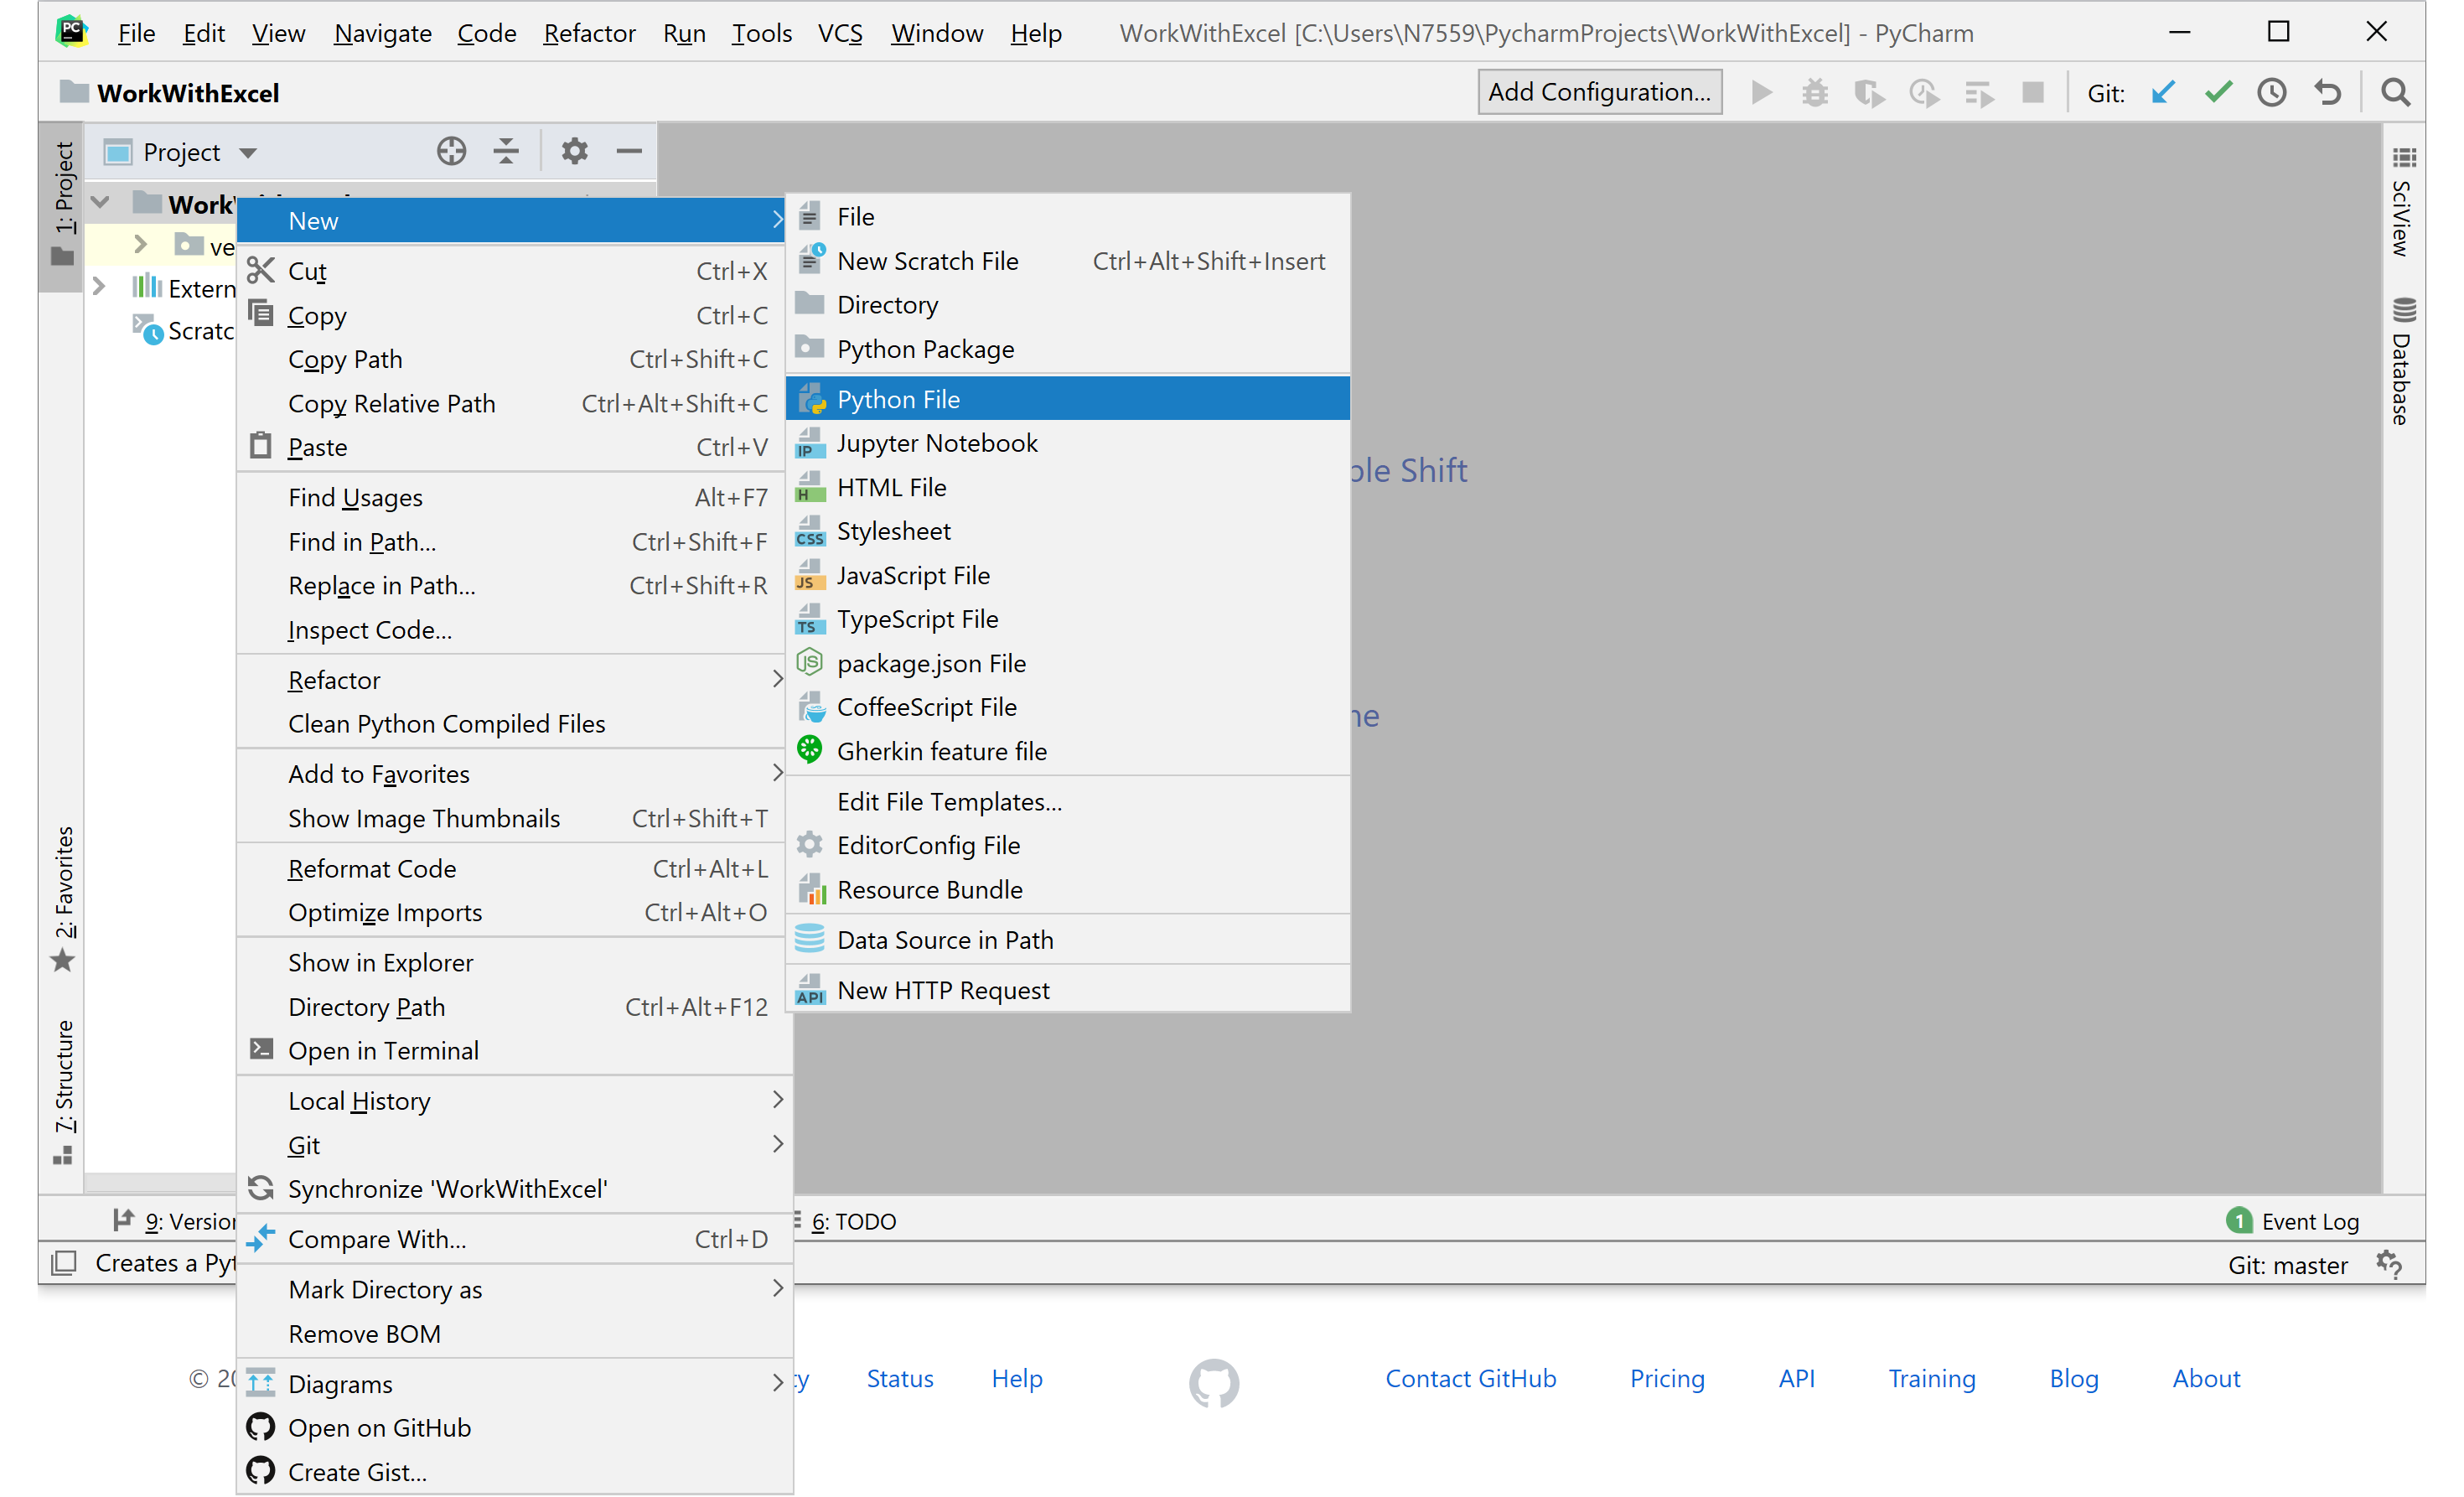 PC
File Edit View Navigate Code Refactor Run Tools VCS Window Help WorkWithExcel [C:\Users\N7559\PycharmProjects\WorkWithExcel] - PyCharm
WorkWithExcel
Add Configuration...
Git:
1: Project
Project
New
Cut Ctrl+X
Copy Ctrl+C
Copy Path Ctrl+Shift+C
Copy Relative Path Ctrl+Alt+Shift+C
Paste Ctrl+V
Find Usages Alt+F7
Find in Path... Ctrl+Shift+F
Replace in Path... Ctrl+Shift+R
Inspect Code...
Refactor
Clean Python Compiled Files
Add to Favorites
Show Image Thumbnails Ctrl+Shift+T
Reformat Code Ctrl+Alt+L
Optimize Imports Ctrl+Alt+O
Show in Explorer
Directory Path Ctrl+Alt+F12
Open in Terminal
Local History
Git
Synchronize 'WorkWithExcel'
Compare With... Ctrl+D
Mark Directory as
Remove BOM
Diagrams
Open on GitHub
Create Gist...
File
New Scratch File Ctrl+Alt+Shift+Insert
Directory
Python Package
Python File
IP Jupyter Notebook
H HTML File
CSS Stylesheet
JS JavaScript File
TS TypeScript File
JS package.json File
CoffeeScript File
Gherkin feature file
Edit File Templates...
EditorConfig File
Resource Bundle
Data Source in Path
API New HTTP Request
Shift
SciView
Database
2: Favorites
7: Structure
9:
6: TODO
1 Event Log
Creates a
Git: master
©
Status Help Contact GitHub Pricing API Training Blog About